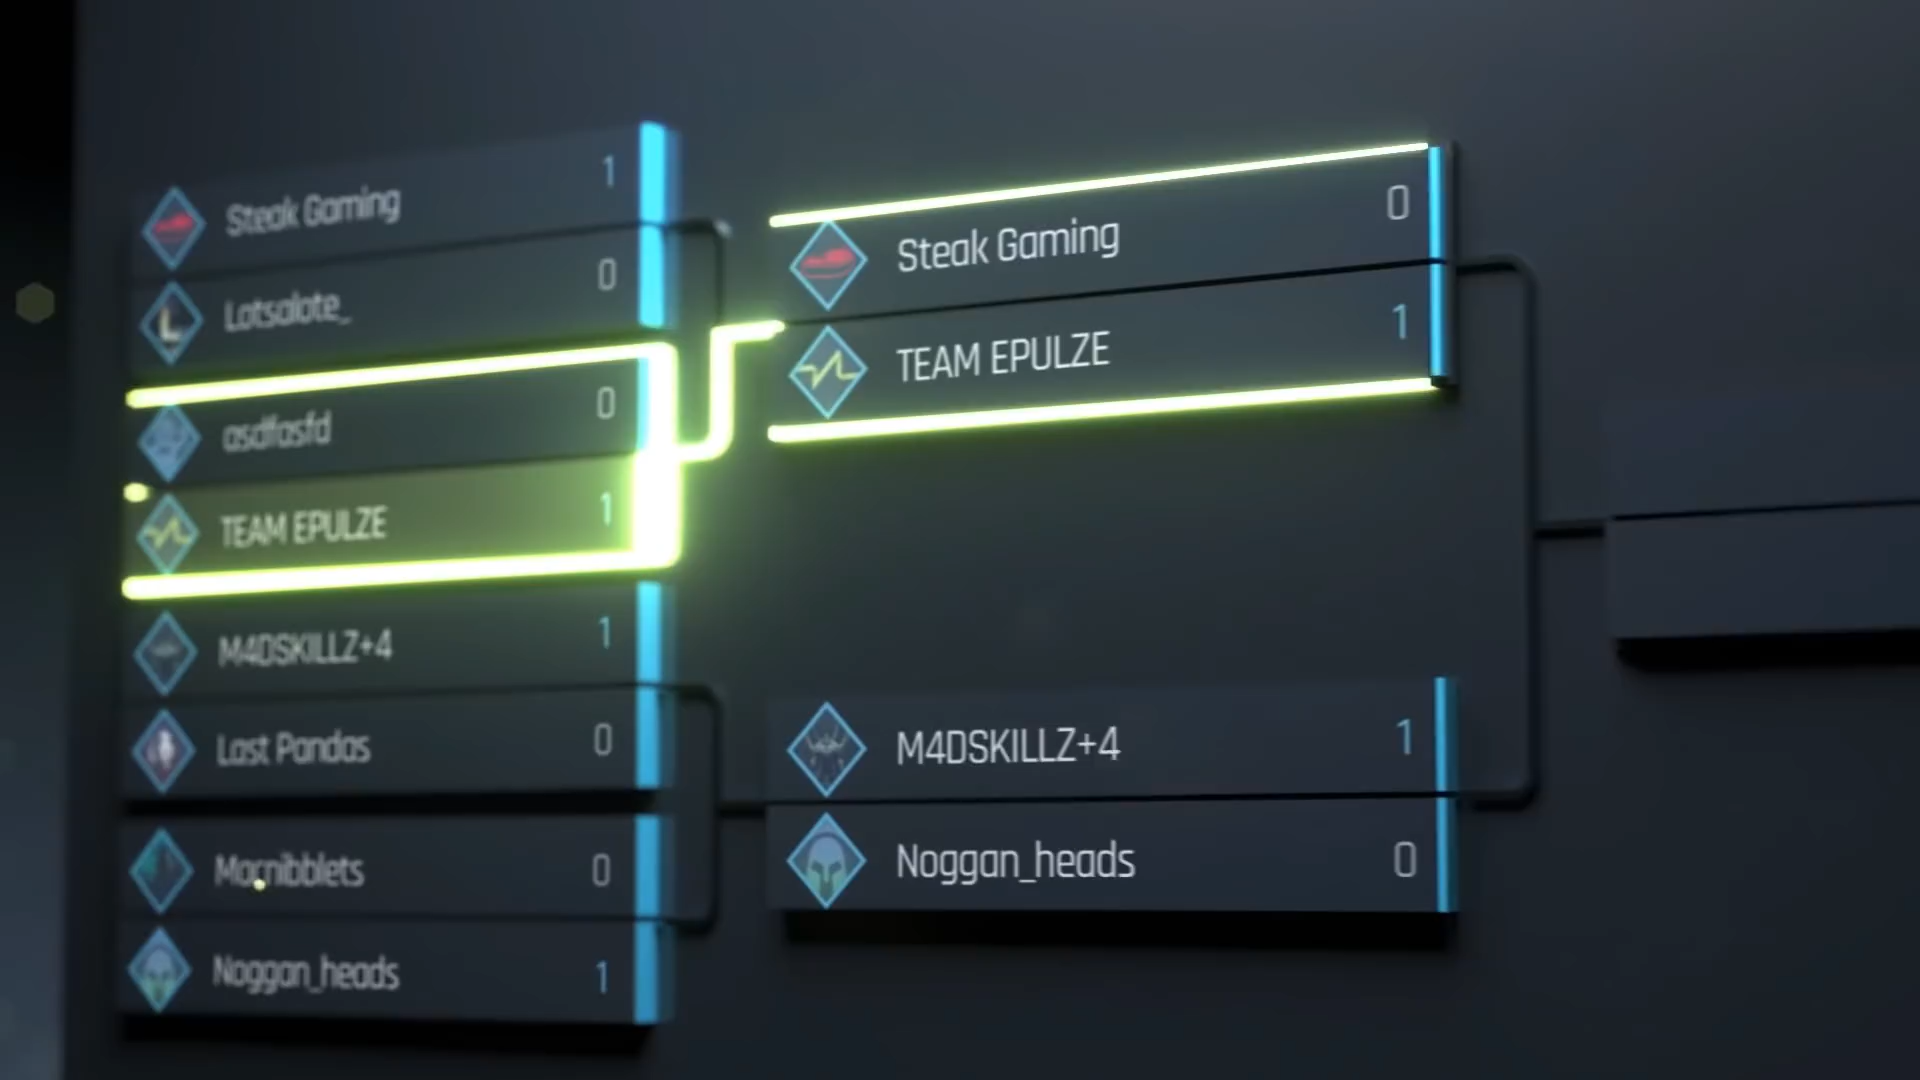 Steak Gaming 1
Lotsalote_ 0
asdfasfd 0
TEAM EPULZE 1
M4DSKILLZ+4 1
Last Pandas 0
Macnibblets 0
Noggan_heads 1
Steak Gaming 0
TEAM EPULZE 1
M4DSKILLZ+4 1
Noggan_heads 0
L